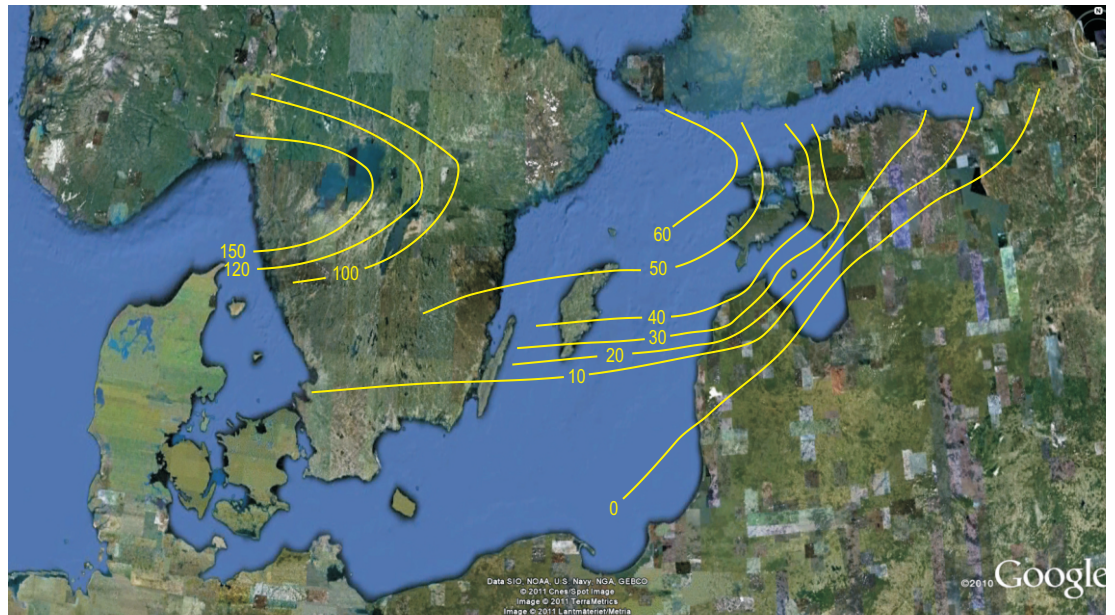 N
150
120
100
60
50
40
30
20
10
0
Data SIO, NOAA, U.S. Navy, NGA, GEBCO
© 2011 Cnes/Spot Image
Image © 2011 TerraMetrics
Image © 2011 Lantmäteriet/Metria
©2010 Google